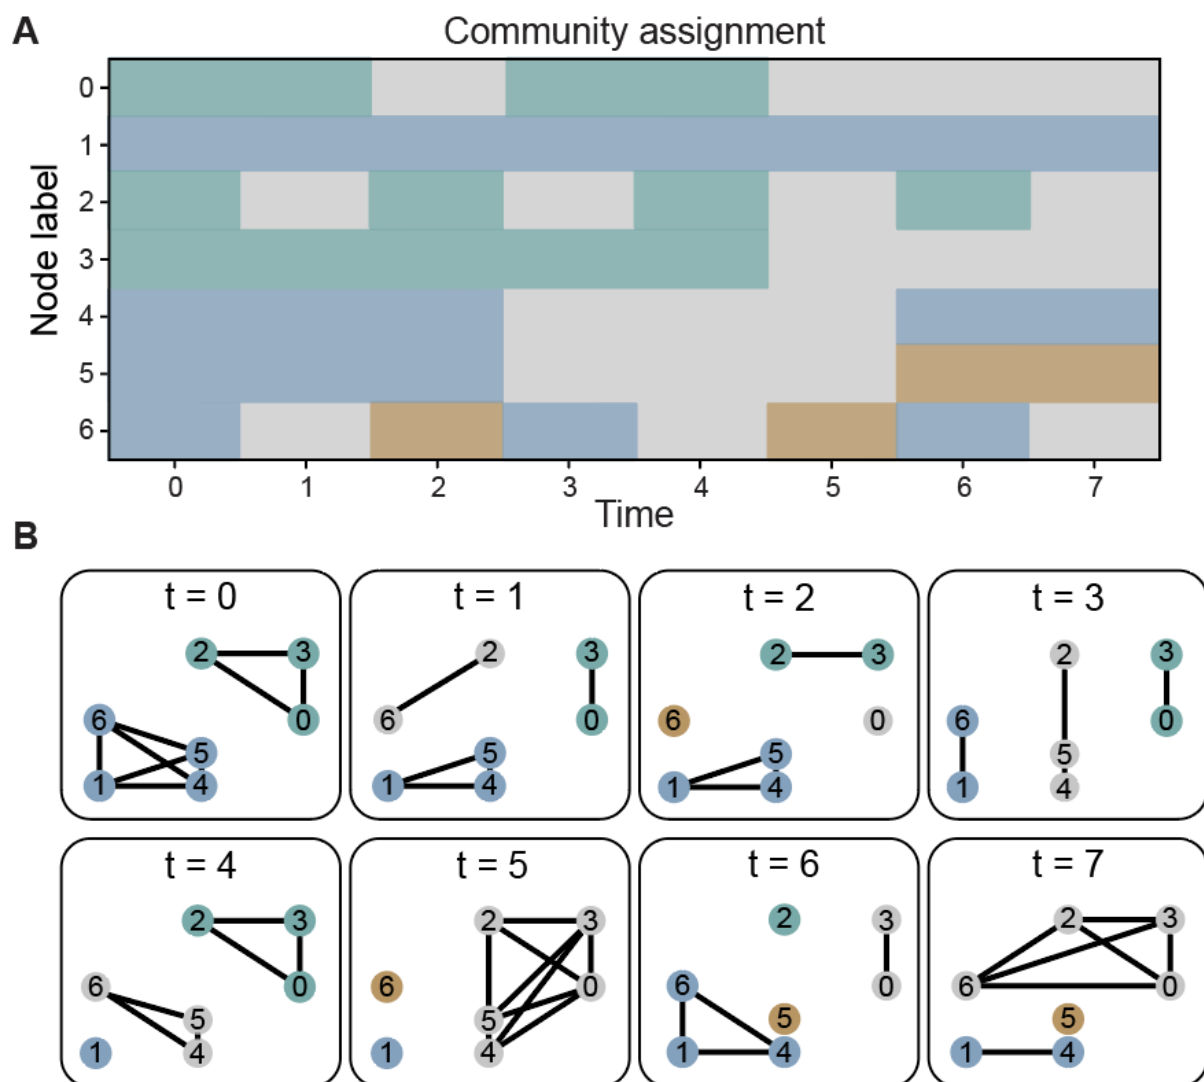 A
Community assignment
Node label
0
1
2
3
4
5
6
0 1 2 3 4 5 6 7
Time
B
t = 0
2 3
6 0
5
1 4
t = 1
2 3
6 0
5
1 4
t = 2
2 3
6 0
5
1 4
t = 3
2 3
6 0
5
1 4
t = 4
2 3
6 0
5
1 4
t = 5
2 3
6 0
5
1 4
t = 6
2 3
6 0
5
1 4
t = 7
2 3
6 0
5
1 4